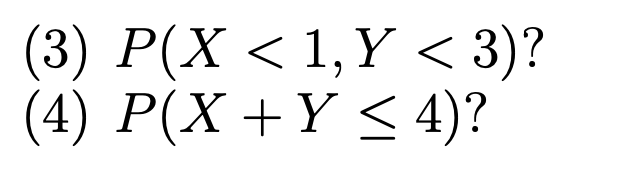 (3) P(X < 1, Y < 3)?
(4) P(X + Y ≤ 4)?